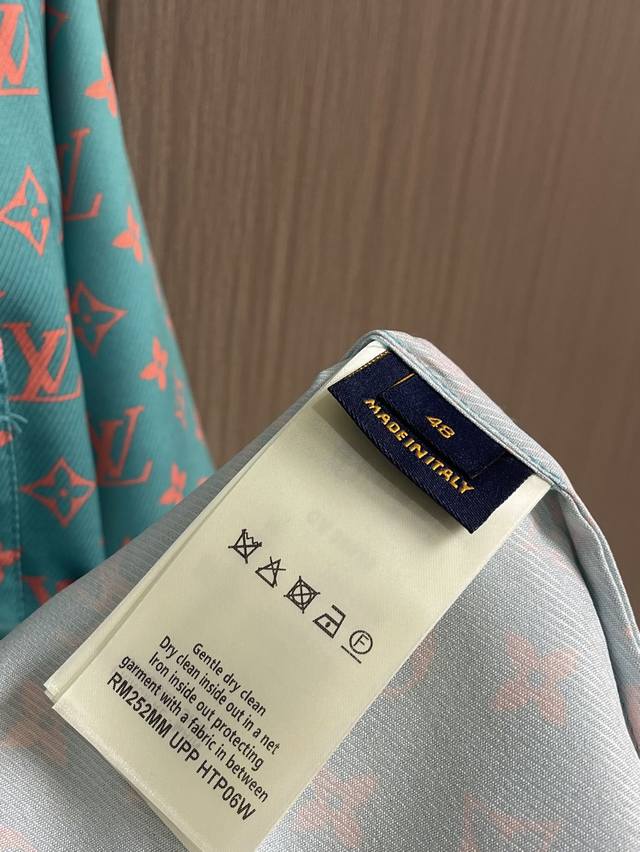 48
MADE IN ITALY
F
Gentle dry clean
Dry clean inside out in a net
Iron inside out protecting
garment with a fabric in between
RM252MM UPP HTP06W